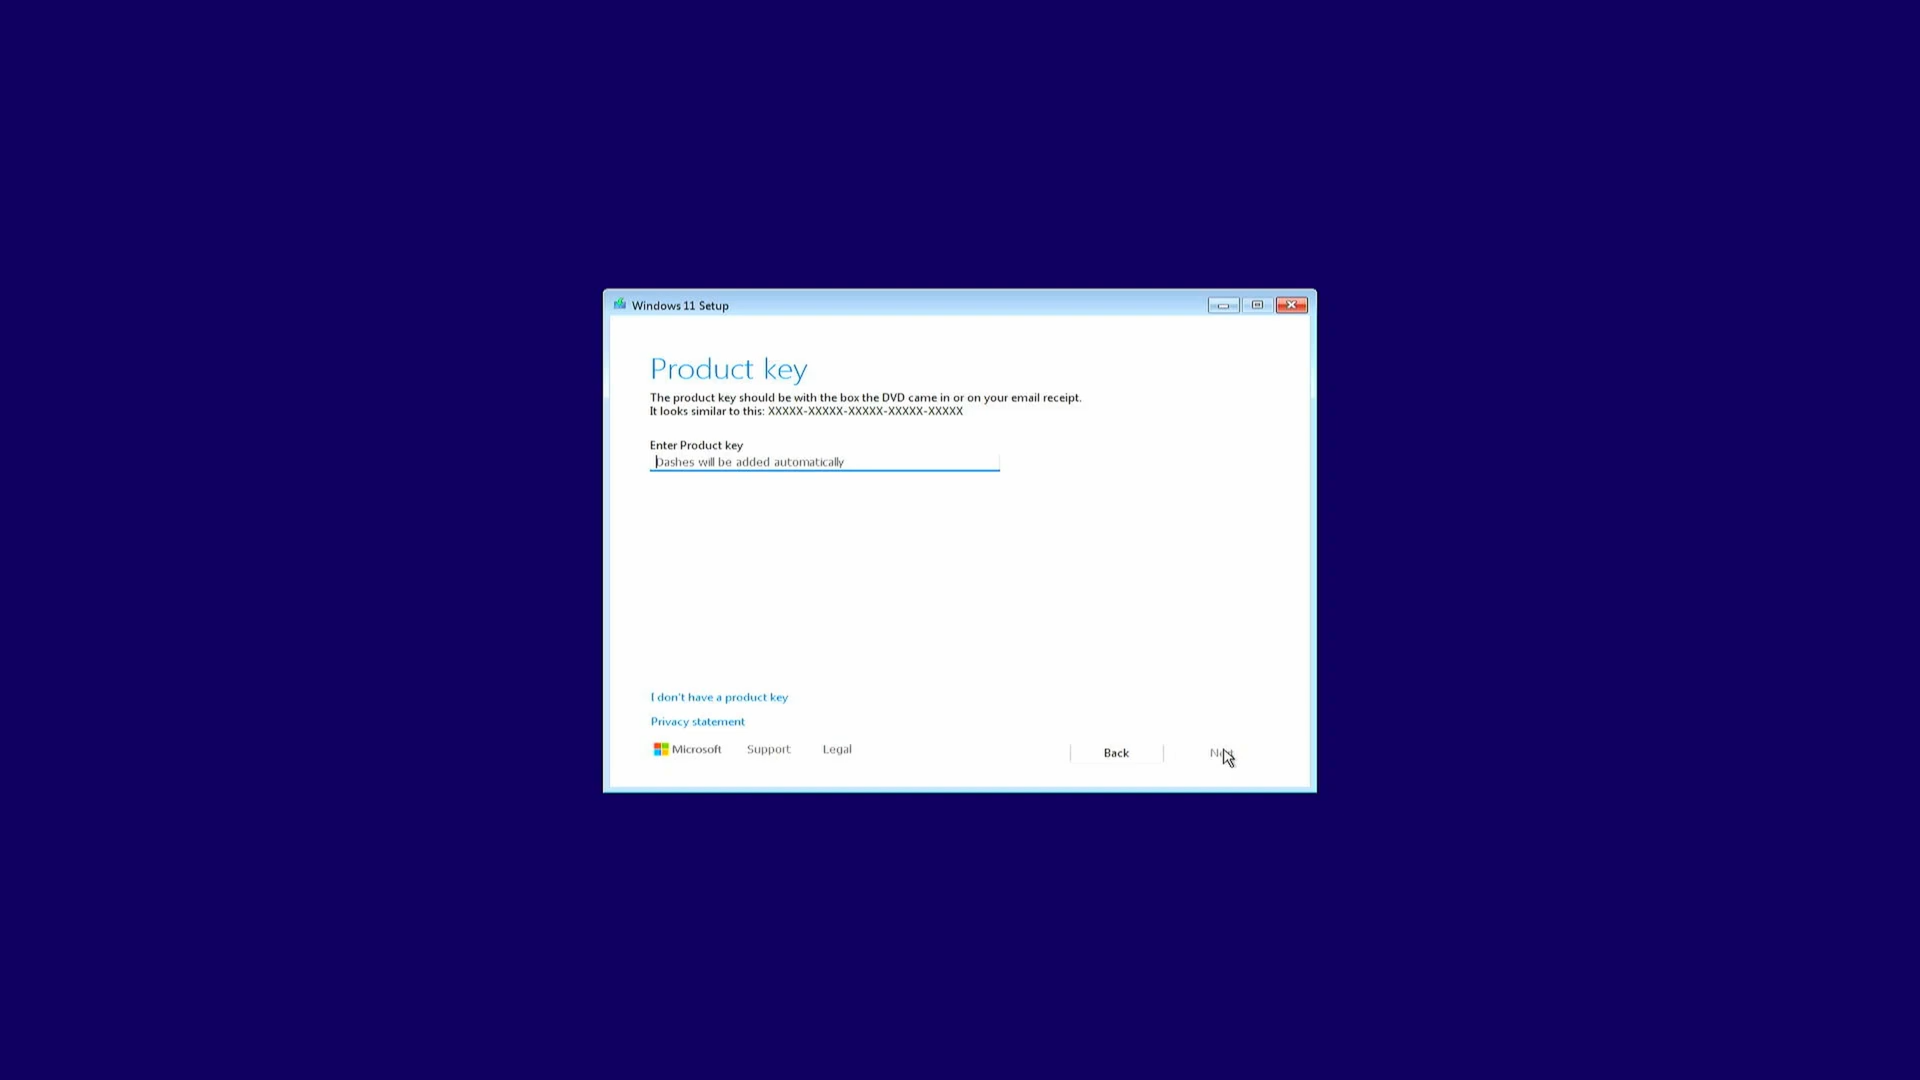 Windows 11 Setup
Product key
The product key should be with the box the DVD came in or on your email receipt.
It looks similar to this: XXXXX-XXXXX-XXXXX-XXXXX-XXXXX
Enter Product key
Dashes will be added automatically
I don't have a product key
Privacy statement
Microsoft Support Legal
Back